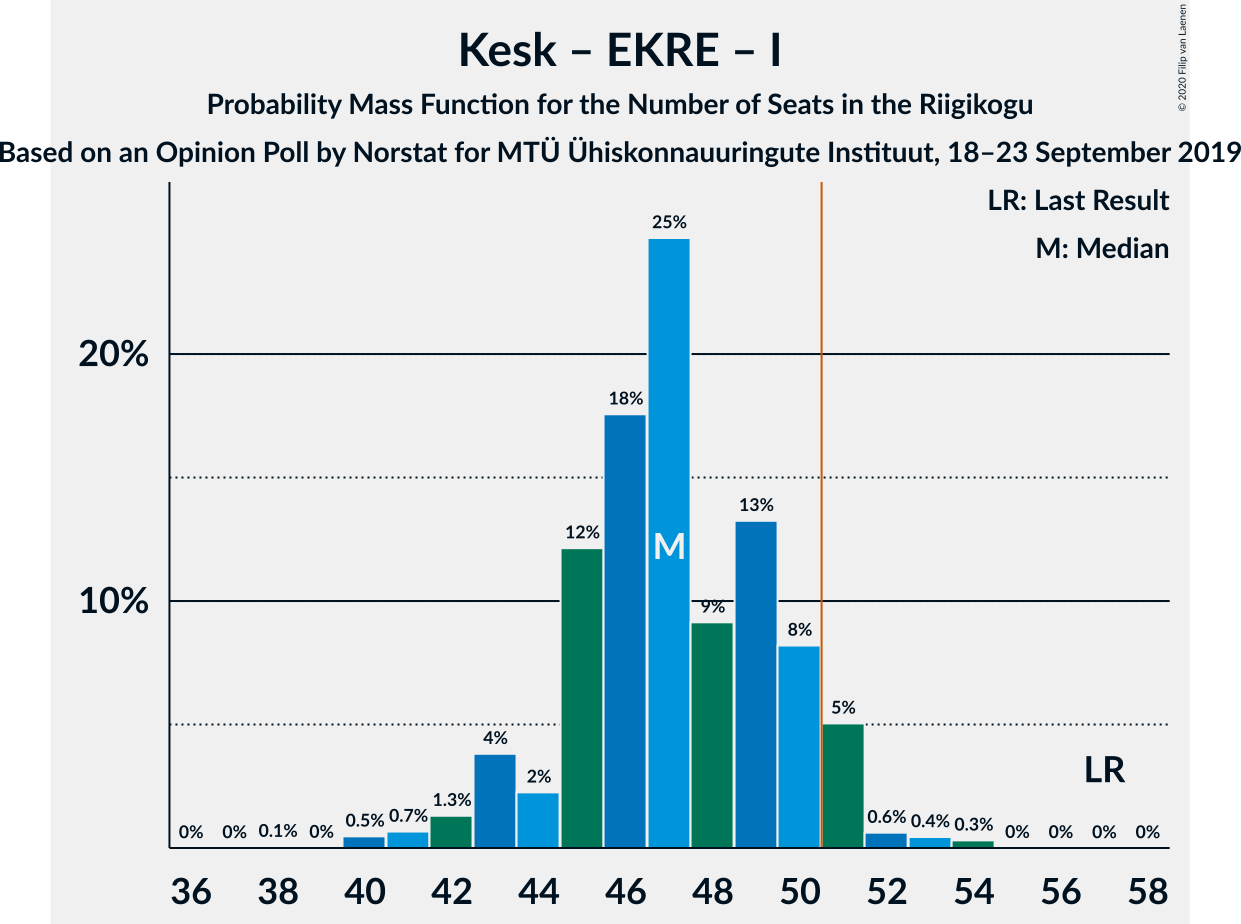 Kesk – EKRE – I
Probability Mass Function for the Number of Seats in the Riigikogu
Based on an Opinion Poll by Norstat for MTÜ Ühiskonnauuringute Instituut, 18–23 September 2019
© 2020 Filip van Laenen
LR: Last Result
M: Median
25%
20%
18%
13%
12%
M
10%
9%
8%
5%
4%
LR
2%
1.3%
0% 0% 0.1% 0% 0.5% 0.7% 0.6% 0.4% 0.3% 0% 0% 0% 0%
36 38 40 42 44 46 48 50 52 54 56 58